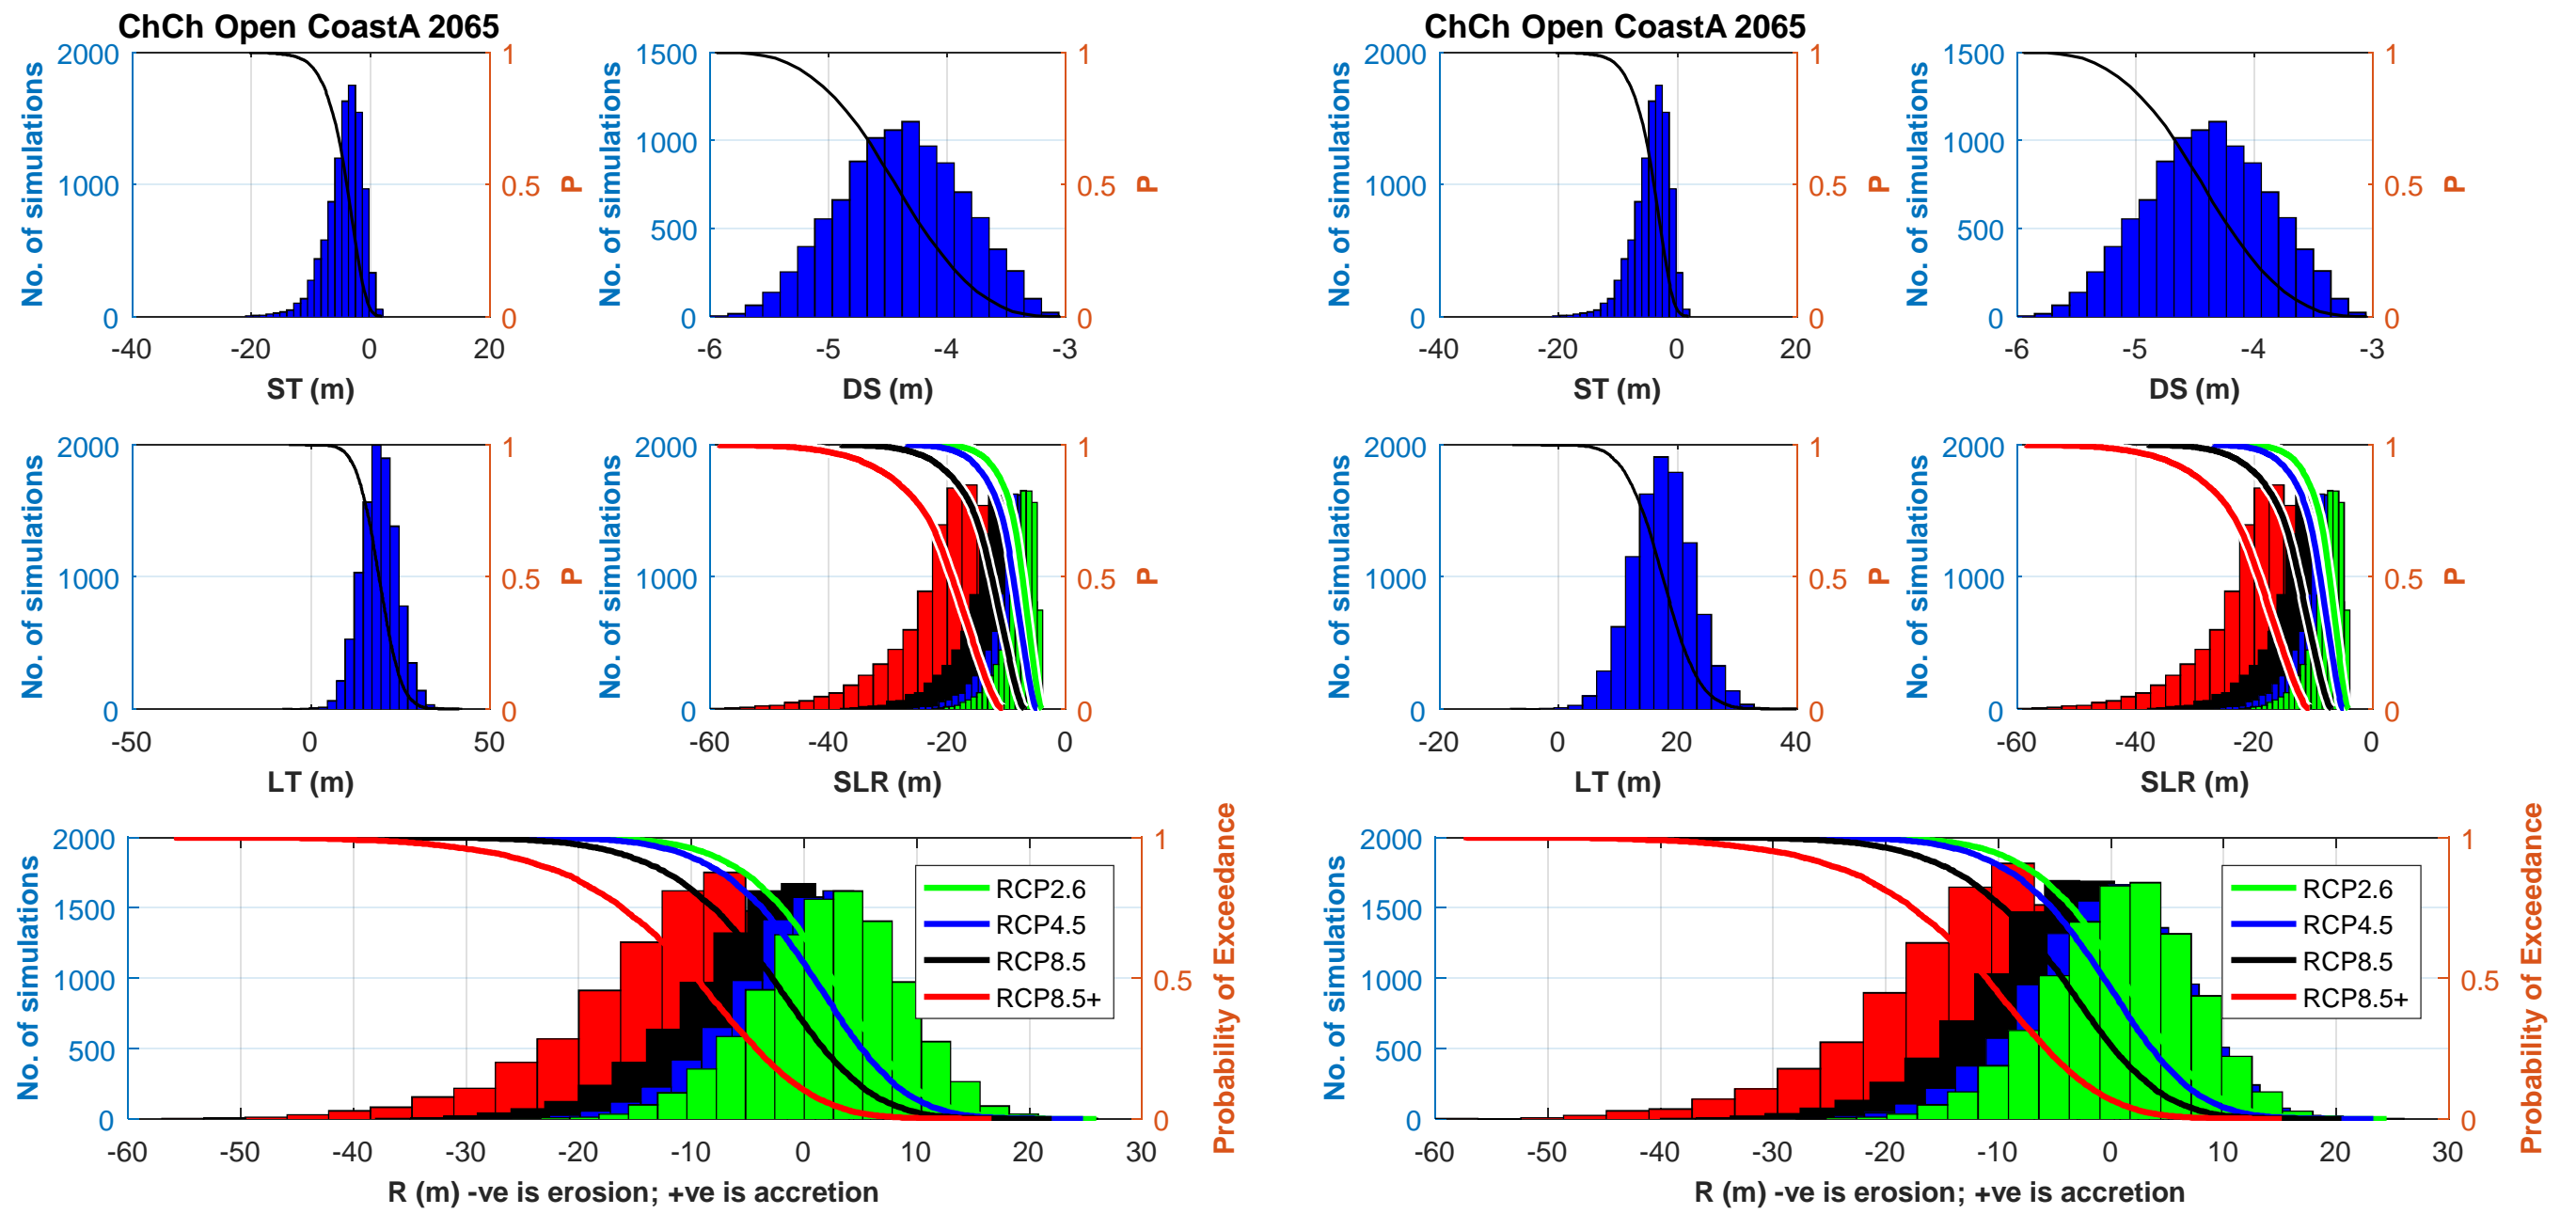 ChCh Open CoastA 2065
2000
1000
0
No. of simulations
1
0.5
0
P
-40 -20 0 20
ST (m)
1500
1000
500
0
No. of simulations
1
0.5
0
P
-6 -5 -4 -3
DS (m)
2000
1000
0
No. of simulations
1
0.5
0
P
-50 0 50
LT (m)
2000
1000
0
No. of simulations
1
0.5
0
P
-60 -40 -20 0
SLR (m)
2000
1500
1000
500
0
No. of simulations
1
0.5
0
Probability of Exceedance
RCP2.6
RCP4.5
RCP8.5
RCP8.5+
-60 -50 -40 -30 -20 -10 0 10 20 30
R (m) -ve is erosion; +ve is accretion
ChCh Open CoastA 2065
2000
1000
0
No. of simulations
1
0.5
0
P
-40 -20 0 20
ST (m)
1500
1000
500
0
No. of simulations
1
0.5
0
P
-6 -5 -4 -3
DS (m)
2000
1000
0
No. of simulations
1
0.5
0
P
-20 0 20 40
LT (m)
2000
1000
0
No. of simulations
1
0.5
0
P
-60 -40 -20 0
SLR (m)
2000
1500
1000
500
0
No. of simulations
1
0.5
0
Probability of Exceedance
RCP2.6
RCP4.5
RCP8.5
RCP8.5+
-60 -50 -40 -30 -20 -10 0 10 20 30
R (m) -ve is erosion; +ve is accretion